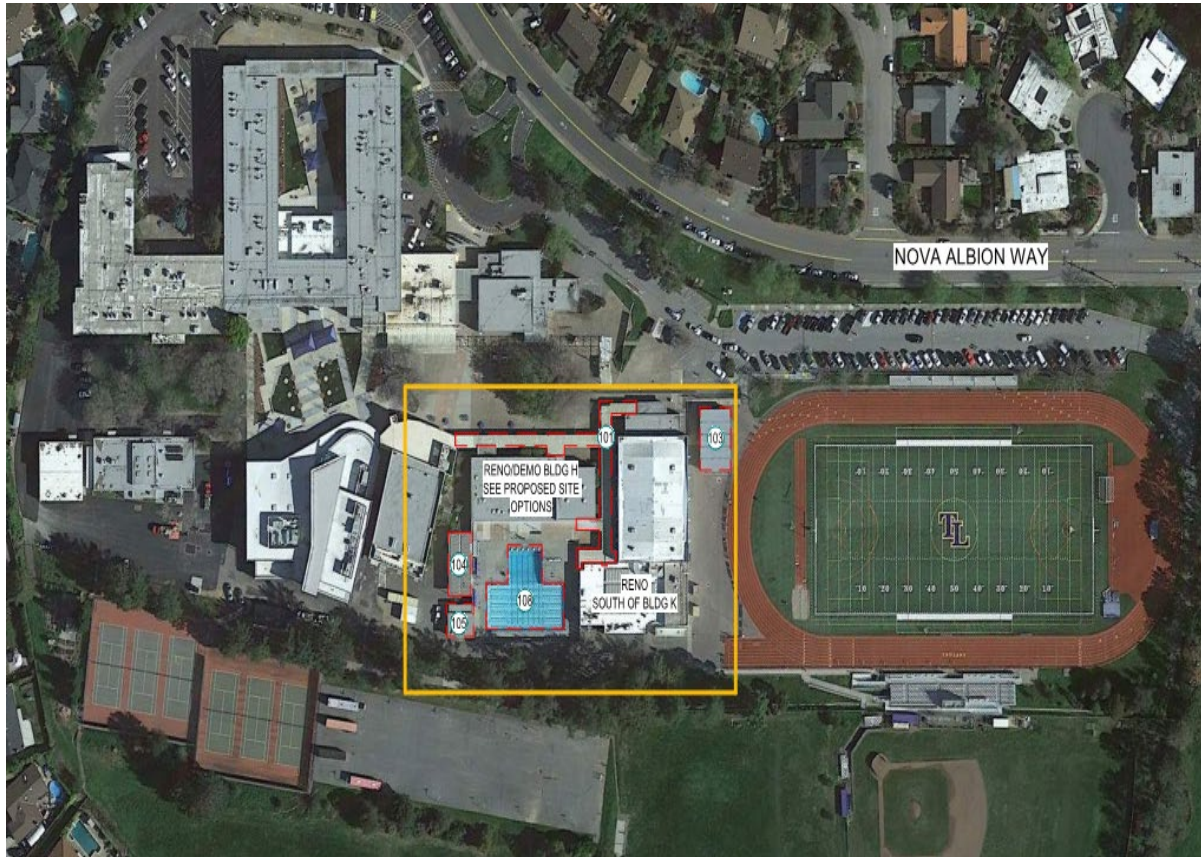 NOVA ALBION WAY
101
103
RENO/DEMO BLDG H
SEE PROPOSED SITE
OPTIONS
104
RENO
SOUTH OF BLDG K
106
105
TL